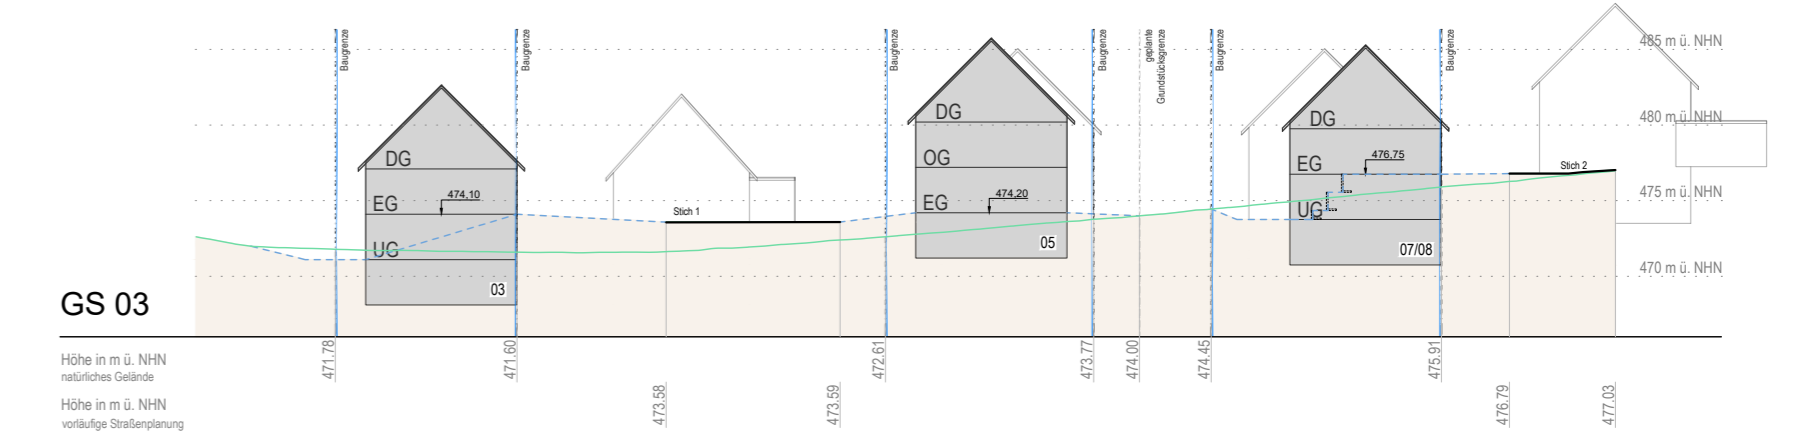 Baugrenze
Baugrenze
Baugrenze
Baugrenze
geplante
Grundstücksgrenze
Baugrenze
Baugrenze
485 m ü. NHN
480 m ü. NHN
475 m ü. NHN
470 m ü. NHN
DG
EG
474,10
UG
03
Stich 1
DG
OG
EG
474,20
05
DG
EG
476,75
UG
07/08
Stich 2
GS 03
Höhe in m ü. NHN
natürliches Gelände
471.78
471.60
472.61
473.77
474.00
474.45
475.91
Höhe in m ü. NHN
vorläufige Straßenplanung
473.58
473.59
476.79
477.03